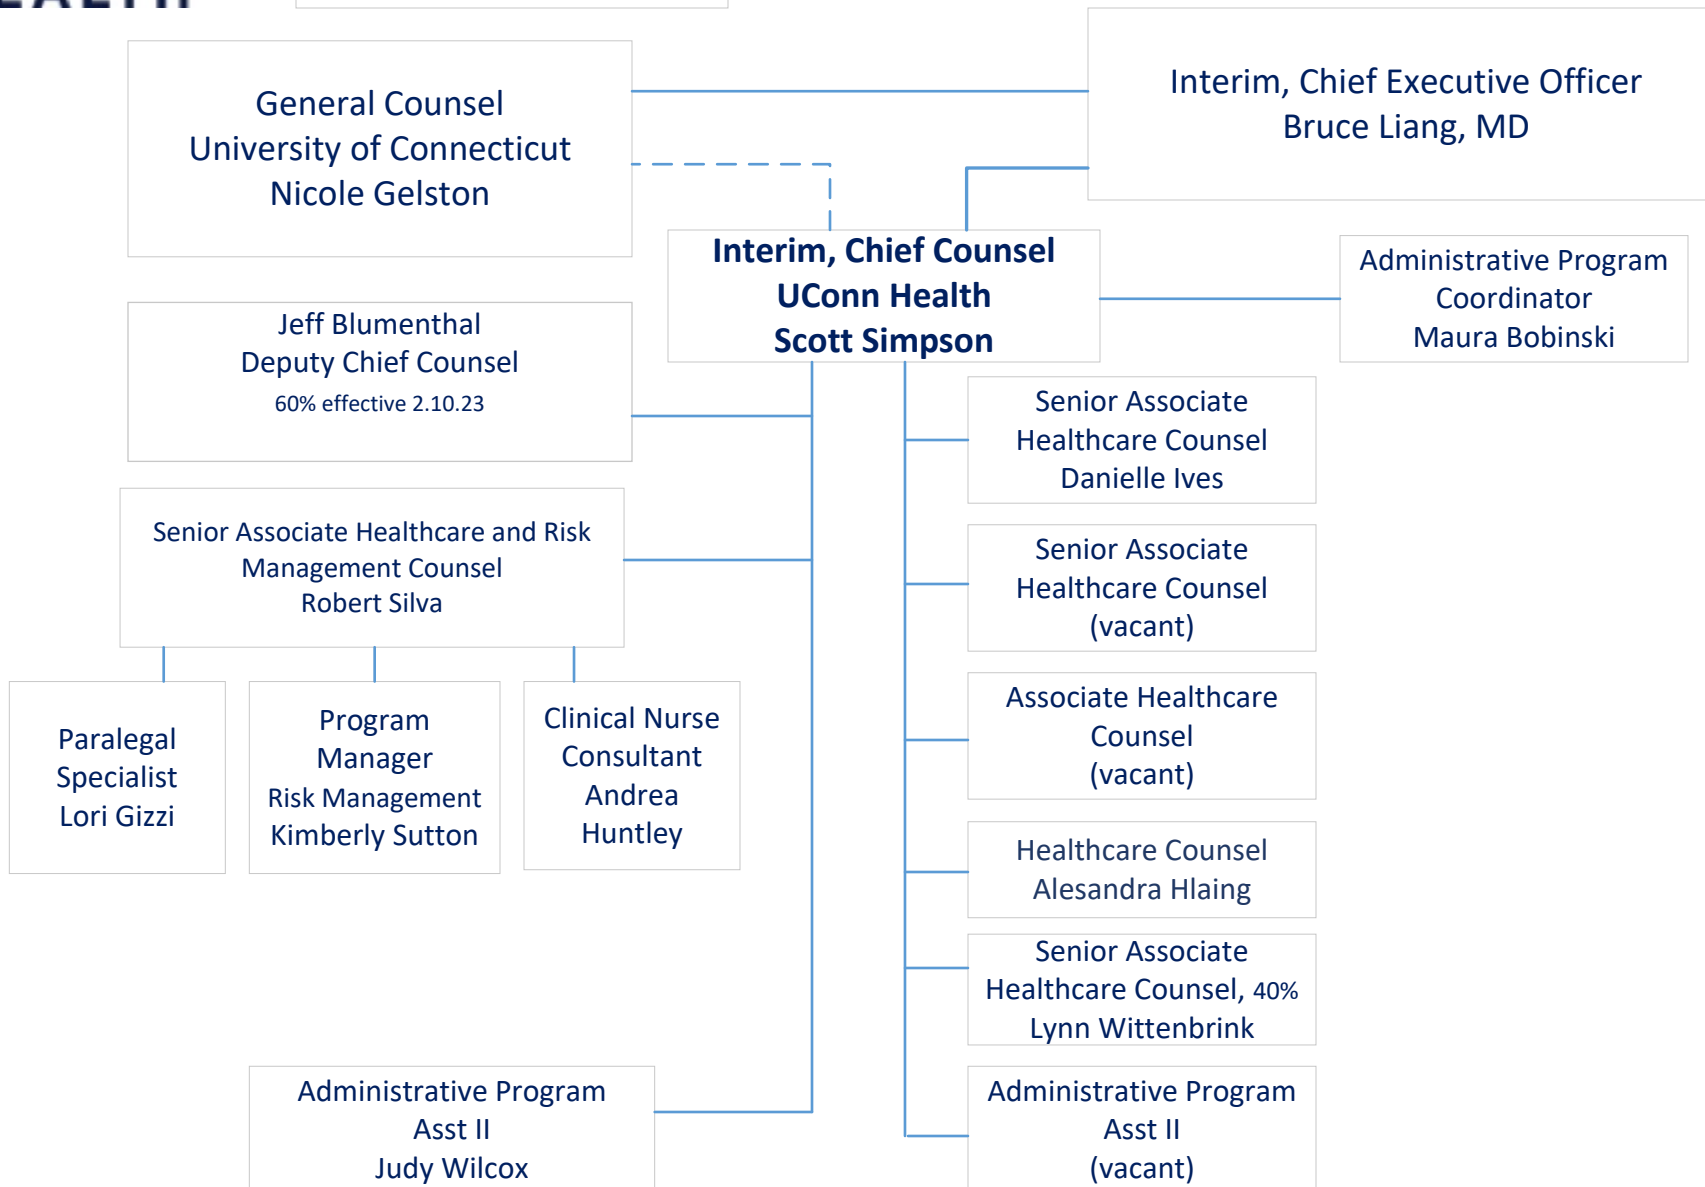 General Counsel
University of Connecticut
Nicole Gelston
Interim, Chief Executive Officer
Bruce Liang, MD
Interim, Chief Counsel
UConn Health
Scott Simpson
Administrative Program
Coordinator
Maura Bobinski
Jeff Blumenthal
Deputy Chief Counsel
60% effective 2.10.23
Senior Associate
Healthcare Counsel
Danielle Ives
Senior Associate Healthcare and Risk
Management Counsel
Robert Silva
Senior Associate
Healthcare Counsel
(vacant)
Paralegal
Specialist
Lori Gizzi
Program
Manager
Risk Management
Kimberly Sutton
Clinical Nurse
Consultant
Andrea
Huntley
Associate Healthcare
Counsel
(vacant)
Healthcare Counsel
Alesandra Hlaing
Senior Associate
Healthcare Counsel, 40%
Lynn Wittenbrink
Administrative Program
Asst II
Judy Wilcox
Administrative Program
Asst II
(vacant)